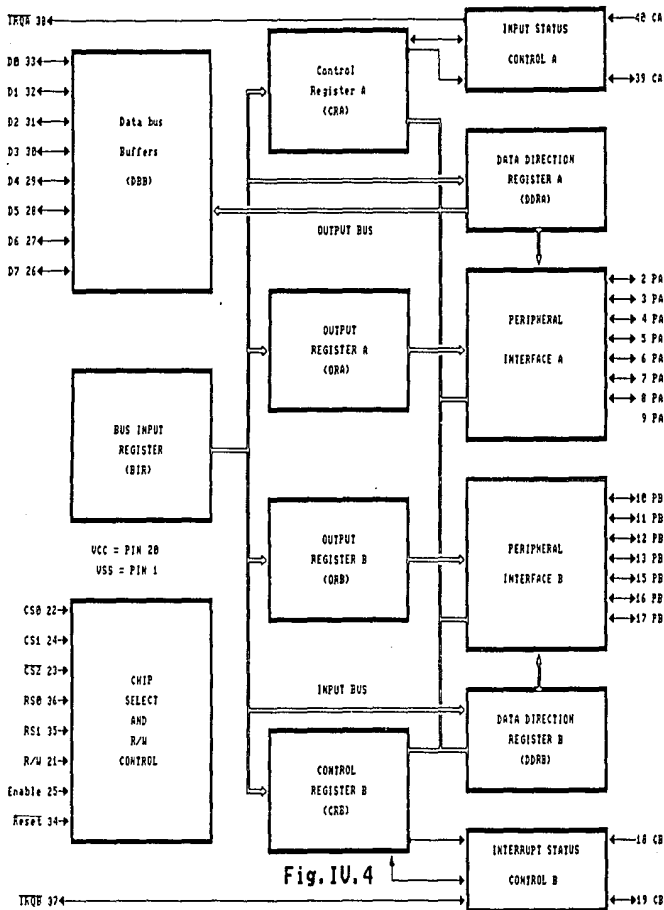 IRQA 38
40 CA
INPUT STATUS
CONTROL A
39 CA
D0 33
D1 32
D2 31
D3 30
D4 29
D5 28
D6 27
D7 26
Data bus
Buffers
(DBB)
Control
Register A
(CRA)
DATA DIRECTION
REGISTER A
(DDRA)
OUTPUT BUS
OUTPUT
REGISTER A
(ORA)
PERIPHERAL
INTERFACE A
2 PA
3 PA
4 PA
5 PA
6 PA
7 PA
8 PA
9 PA
BUS INPUT
REGISTER
(BIR)
VCC = PIN 20
VSS = PIN 1
OUTPUT
REGISTER B
(ORB)
PERIPHERAL
INTERFACE B
10 PB
11 PB
12 PB
13 PB
15 PB
16 PB
17 PB
CS0 22
CS1 24
CS2 23
RS0 36
RS1 35
R/W 21
Enable 25
Reset 34
CHIP
SELECT
AND
R/W
CONTROL
INPUT BUS
CONTROL
REGISTER B
(CRB)
DATA DIRECTION
REGISTER B
(DDRB)
INTERRUPT STATUS
CONTROL B
18 CB
19 CB
Fig.IV.4
IRQB 37